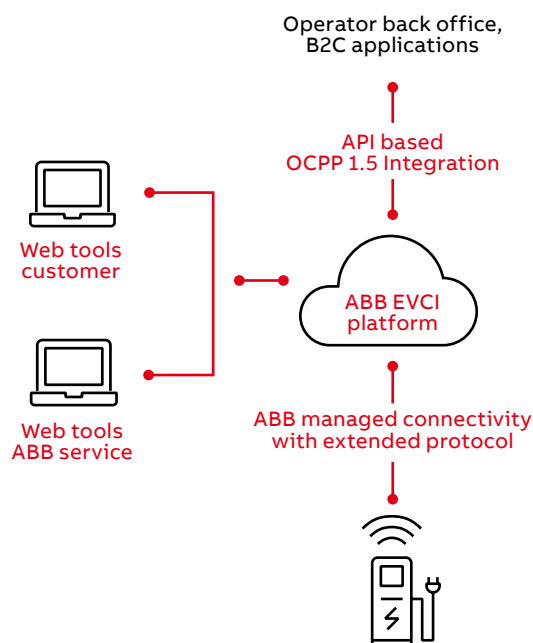 Operator back office,
B2C applications
API based
OCPP 1.5 Integration
Web tools
customer
ABB EVCI
platform
Web tools
ABB service
ABB managed connectivity
with extended protocol